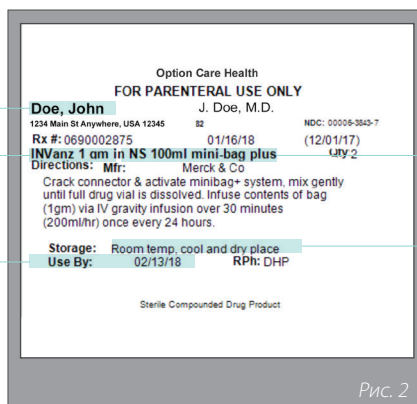 Option Care Health
FOR PARENTERAL USE ONLY
Doe, John J. Doe, M.D.
1234 Main St Anywhere, USA 12345 82 NDC: 00006-3843-7
Rx #: 0690002875 01/16/18 (12/01/17)
INVanz 1 gm in NS 100ml mini-bag plus Qty 2
Directions: Mfr: Merck & Co
Crack connector & activate minibag+ system, mix gently
until full drug vial is dissolved. Infuse contents of bag
(1gm) via IV gravity infusion over 30 minutes
(200ml/hr) once every 24 hours.
Storage: Room temp, cool and dry place
Use By: 02/13/18 RPh: DHP
Sterile Compounded Drug Product
Рис. 2